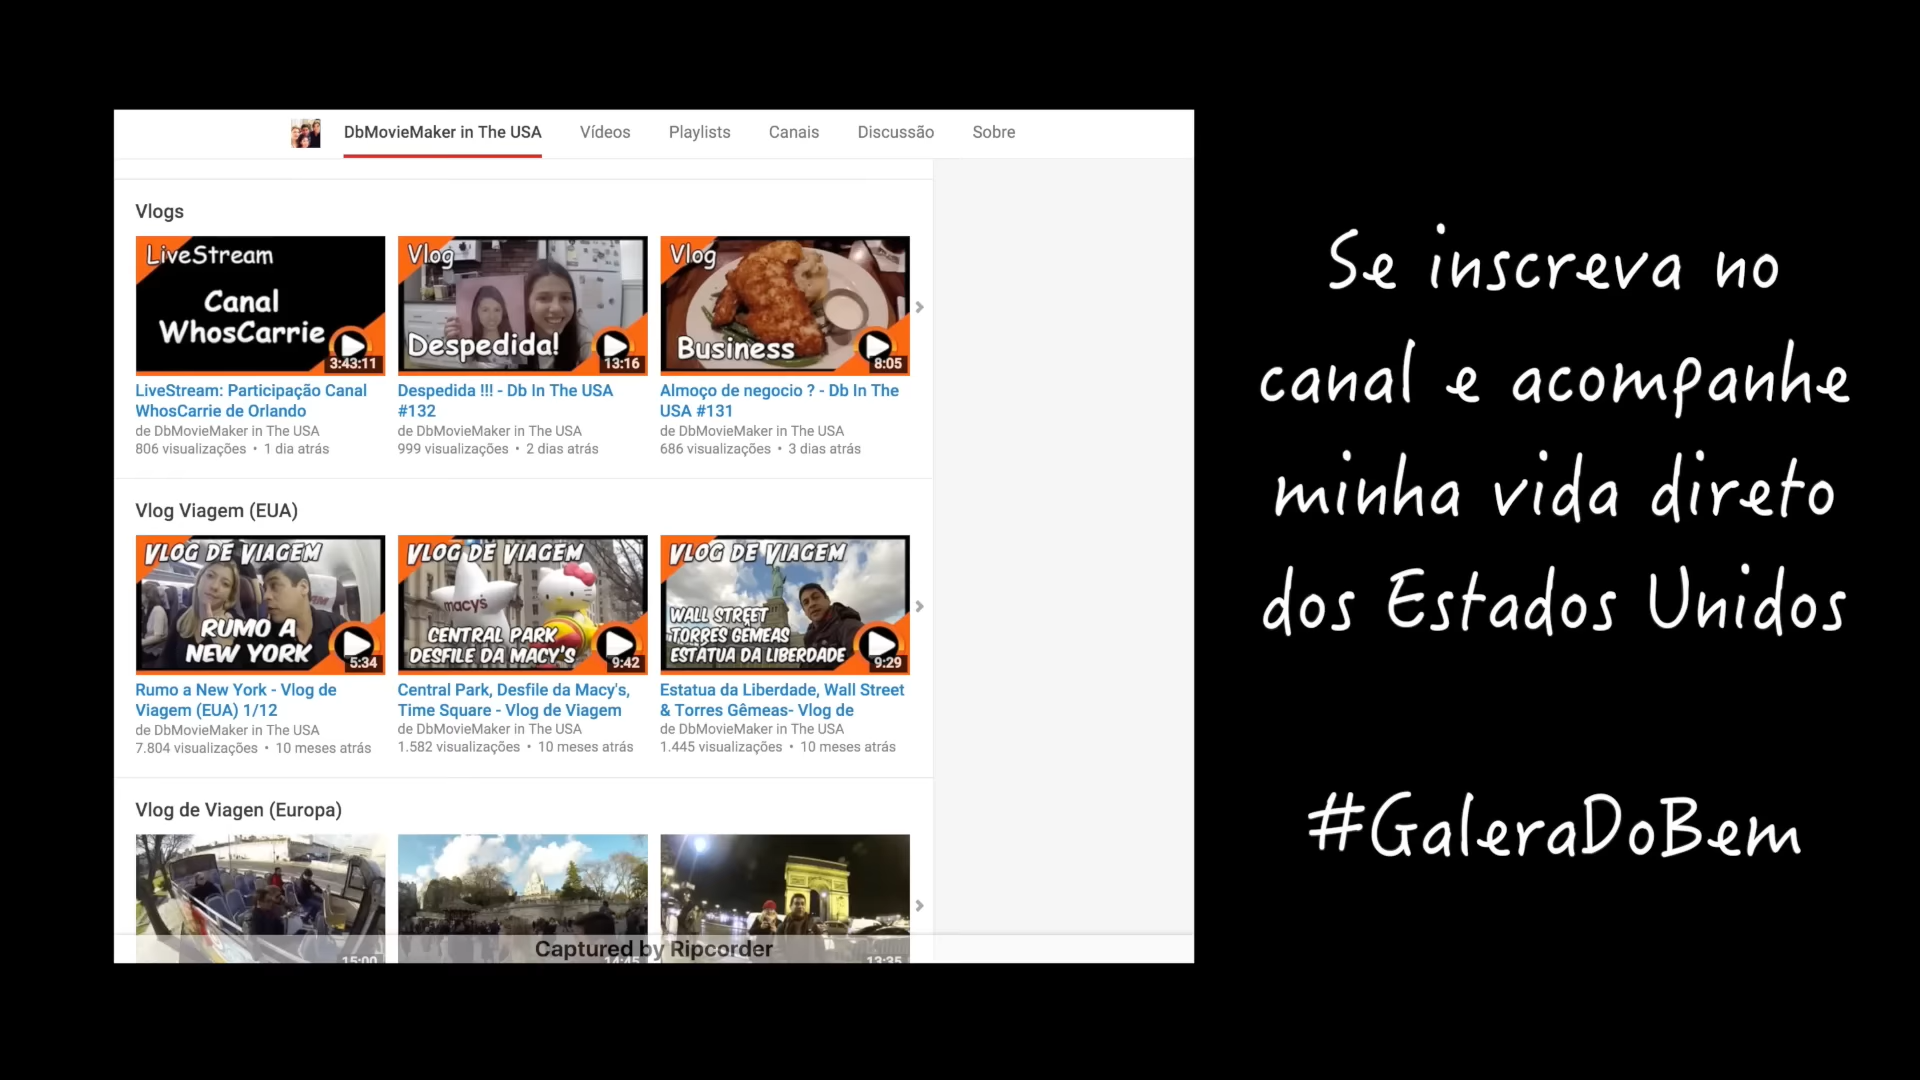 DbMovieMaker in The USA Vídeos Playlists Canais Discussão Sobre
Vlogs
LiveStream
Canal
WhosCarrie
3:43:11
Vlog
Despedida!
13:16
Vlog
Business
8:05
LiveStream: Participação Canal
WhosCarrie de Orlando
de DbMovieMaker in The USA
806 visualizações • 1 dia atrás
Despedida !!! - Db In The USA
#132
de DbMovieMaker in The USA
999 visualizações • 2 dias atrás
Almoço de negocio ? - Db In The
USA #131
de DbMovieMaker in The USA
686 visualizações • 3 dias atrás
Vlog Viagem (EUA)
VLOG DE VIAGEM
RUMO A
NEW YORK
5:34
VLOG DE VIAGEM
macy's
CENTRAL PARK
DESFILE DA MACY'S
9:42
VLOG DE VIAGEM
WALL STREET
TORRES GÊMEAS
ESTATUA DA LIBERDADE
9:29
Rumo a New York - Vlog de
Viagem (EUA) 1/12
de DbMovieMaker in The USA
7.804 visualizações • 10 meses atrás
Central Park, Desfile da Macy's,
Time Square - Vlog de Viagem
de DbMovieMaker in The USA
1.582 visualizações • 10 meses atrás
Estatua da Liberdade, Wall Street
& Torres Gêmeas- Vlog de
de DbMovieMaker in The USA
1.445 visualizações • 10 meses atrás
Vlog de Viagen (Europa)
15:00
14:45
13:35
Captured by Ripcorder
Se inscreva no
canal e acompanhe
minha vida direto
dos Estados Unidos
#GaleraDoBem